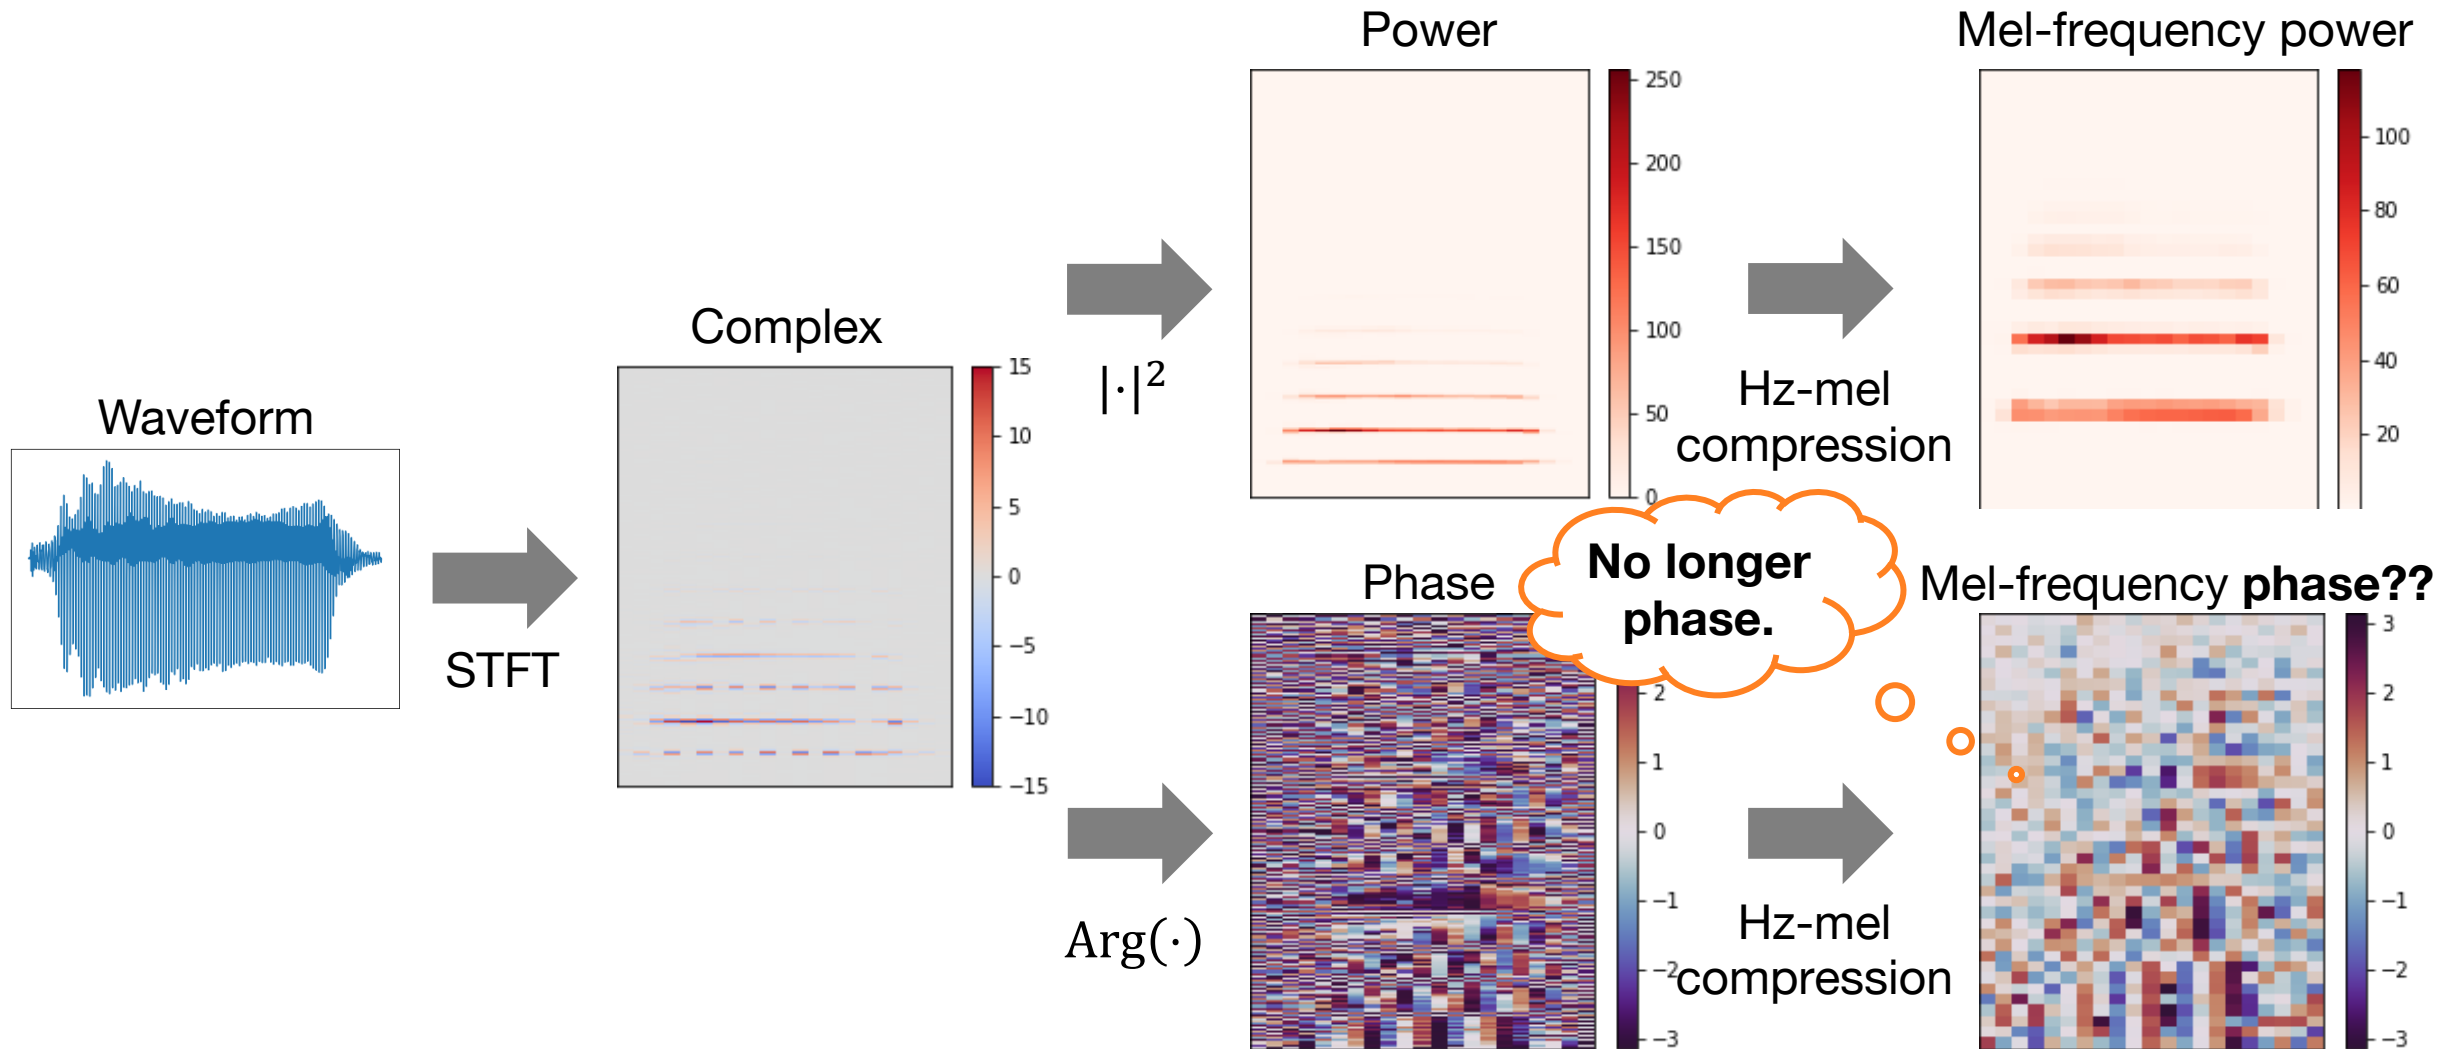 Power
Mel-frequency power
250
200
150
100
50
0
100
80
60
40
20
|·|²
Hz-mel
compression
Complex
15
10
5
0
−5
−10
−15
Waveform
STFT
No longer
phase.
Phase
2
1
0
−1
−2
−3
Arg(·)
Hz-mel
compression
Mel-frequency phase??
3
2
1
0
−1
−2
−3